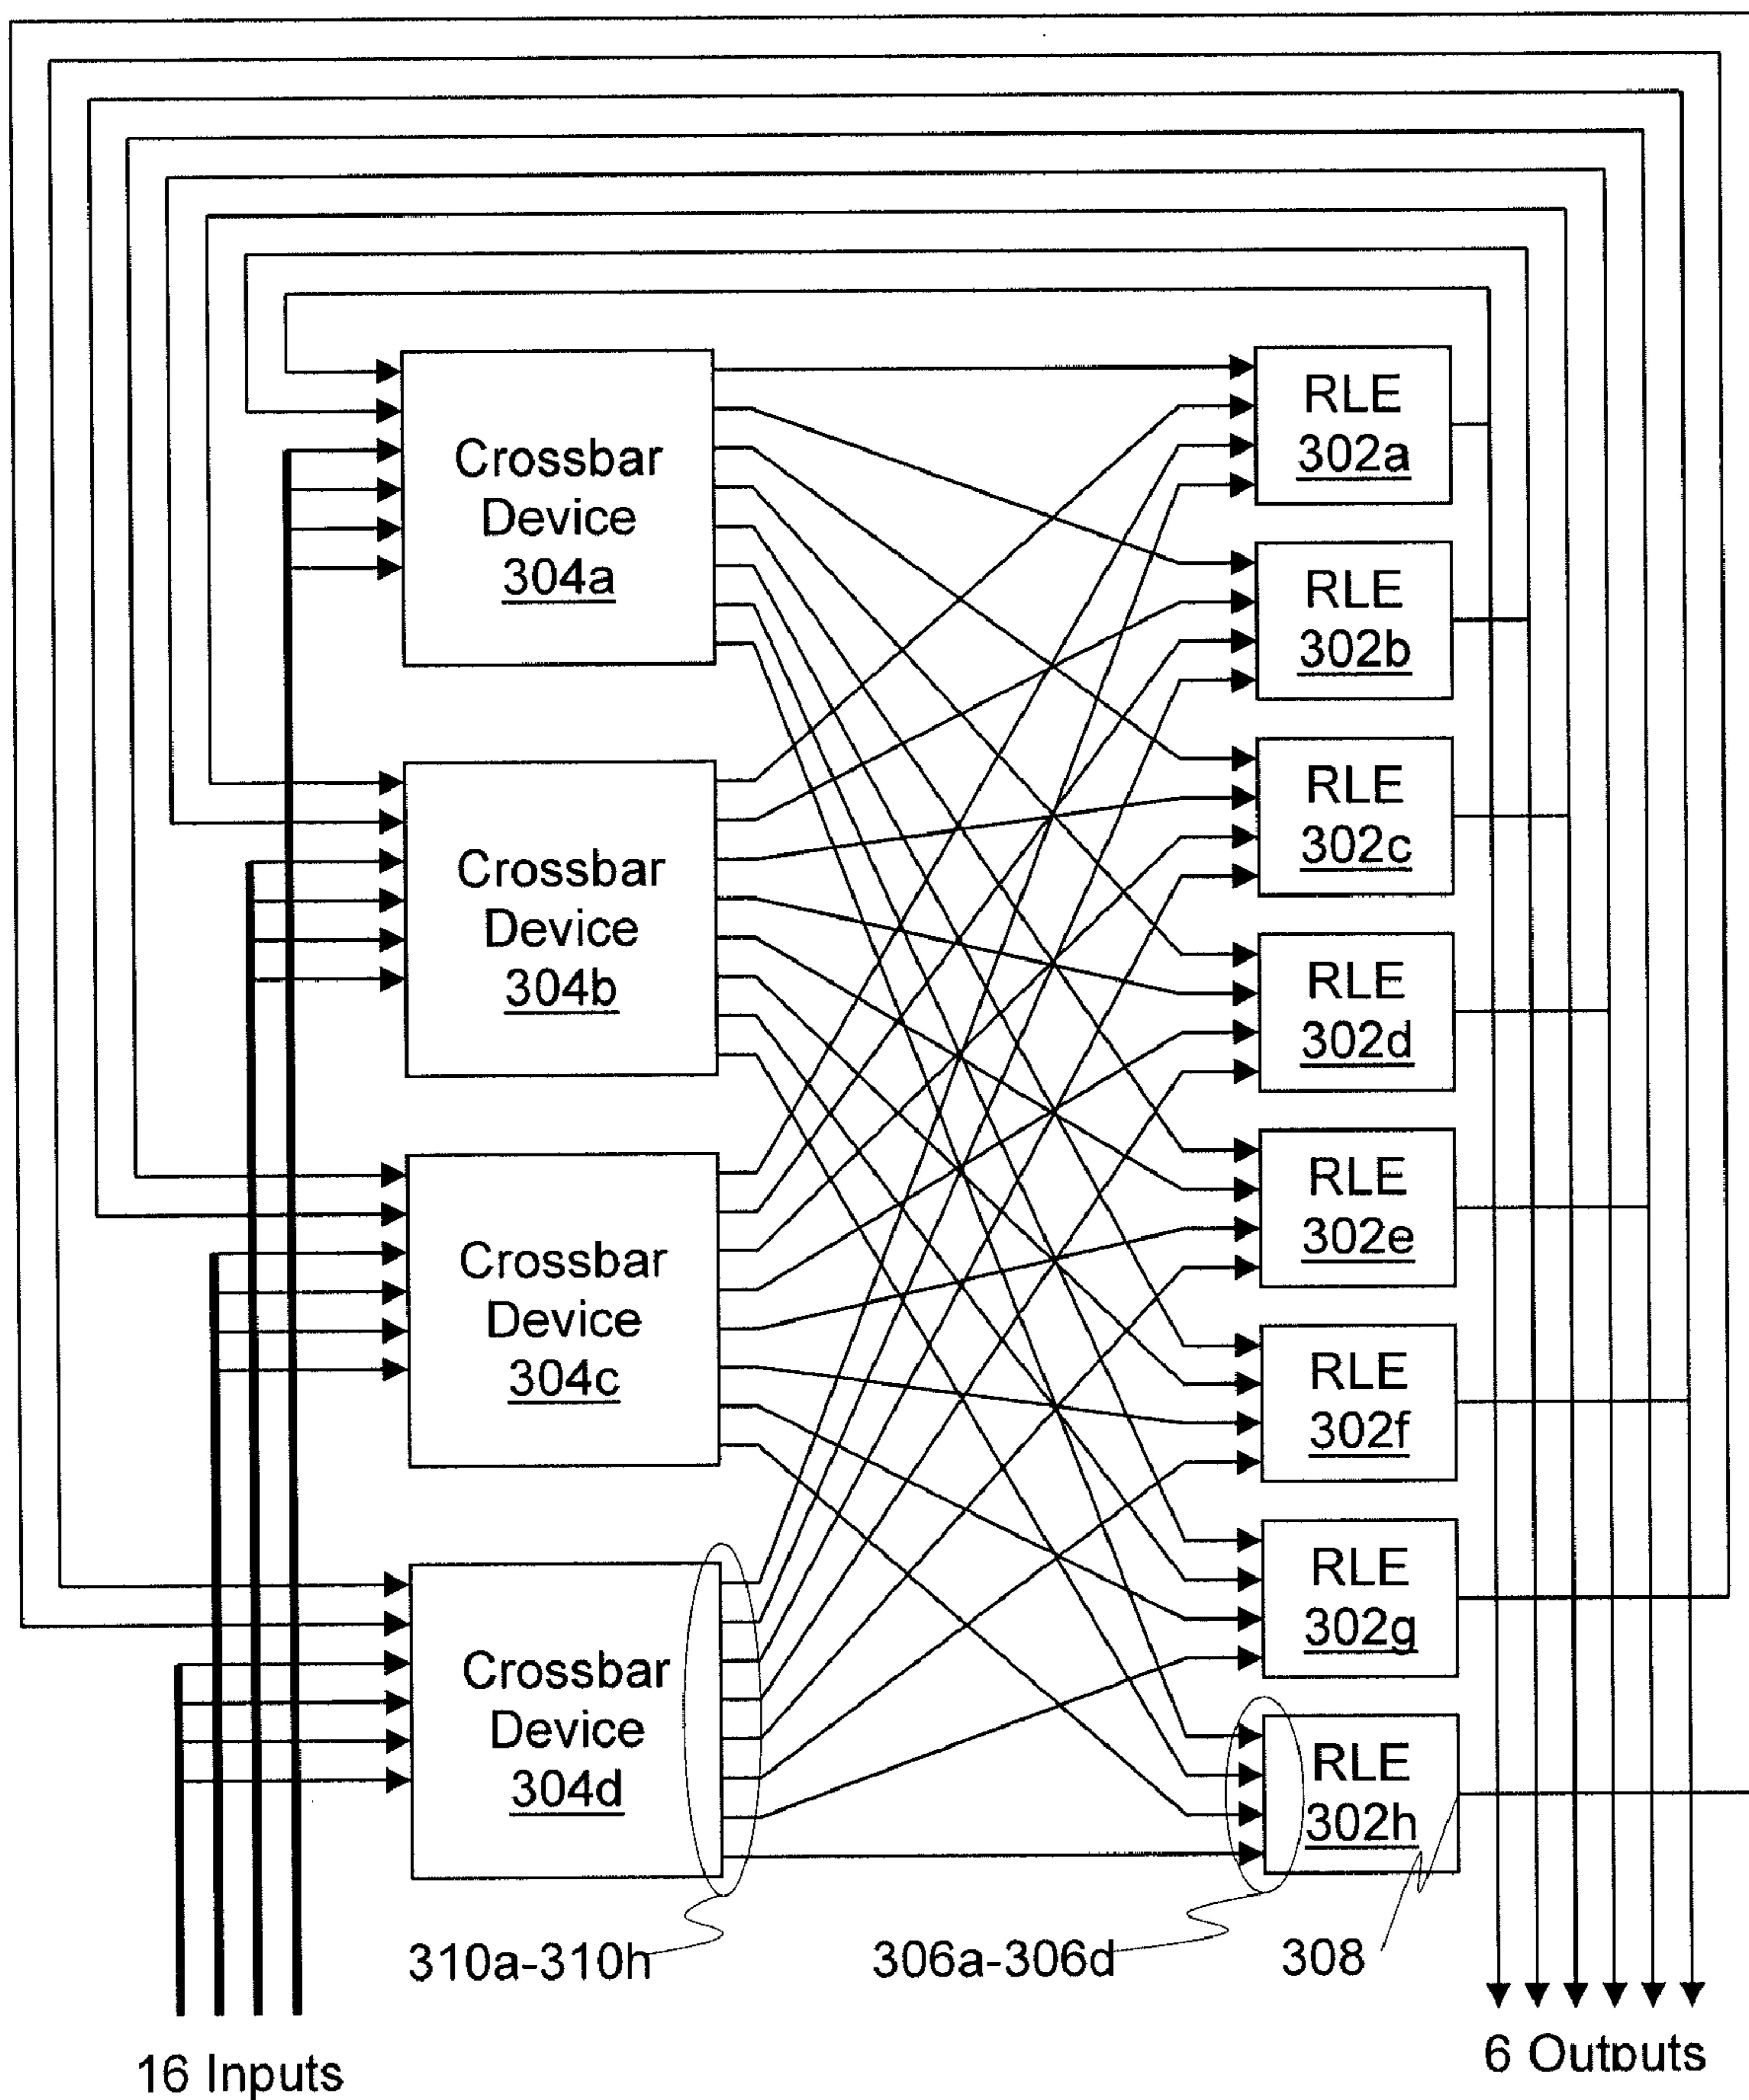 Crossbar
Device
304a
RLE
302a
RLE
302b
Crossbar
Device
304b
RLE
302c
RLE
302d
Crossbar
Device
304c
RLE
302e
RLE
302f
Crossbar
Device
304d
RLE
302g
RLE
302h
310a-310h
306a-306d
308
16 Inputs
6 Outputs